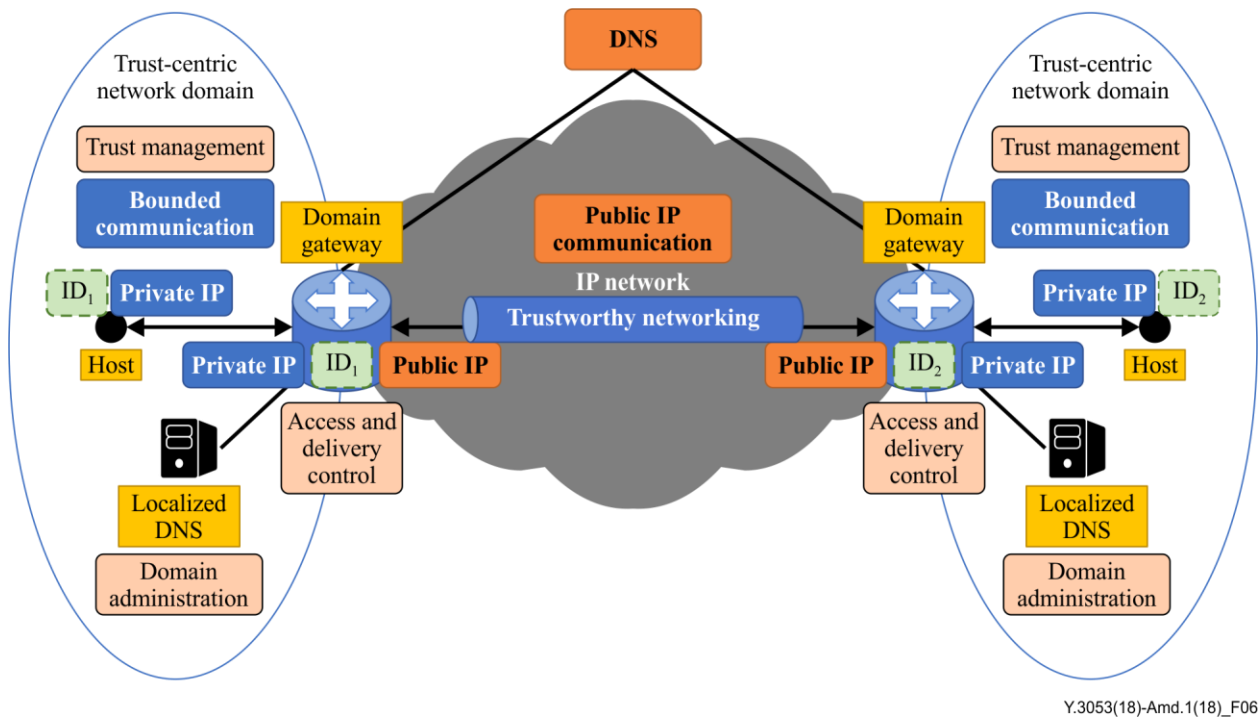 DNS
Trust-centric
network domain
Trust management
Bounded
communication
Domain
gateway
ID₁
Private IP
Host
Private IP
ID₁
Public IP
Access and
delivery
control
Localized
DNS
Domain
administration
Public IP
communication
IP network
Trustworthy networking
Trust-centric
network domain
Trust management
Bounded
communication
Domain
gateway
Private IP
ID₂
Host
Public IP
ID₂
Private IP
Access and
delivery
control
Localized
DNS
Domain
administration
Y.3053(18)-Amd.1(18)_F06